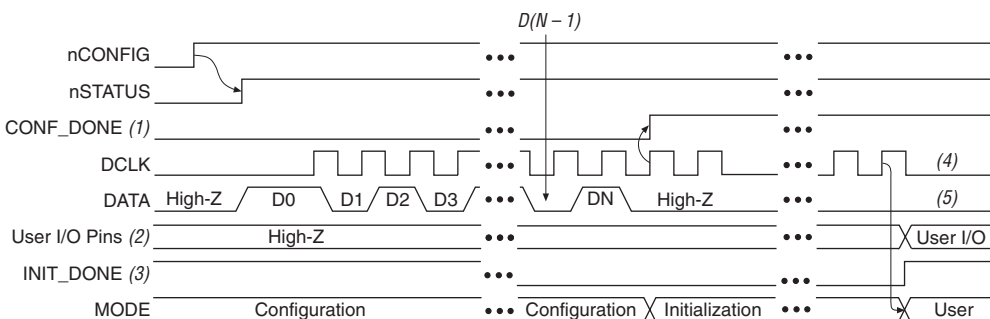 D(N – 1)
nCONFIG
nSTATUS
CONF_DONE (1)
DCLK (4)
DATA High-Z D0 D1 D2 D3 DN High-Z (5)
User I/O Pins (2) High-Z User I/O
INIT_DONE (3)
MODE Configuration Configuration Initialization User